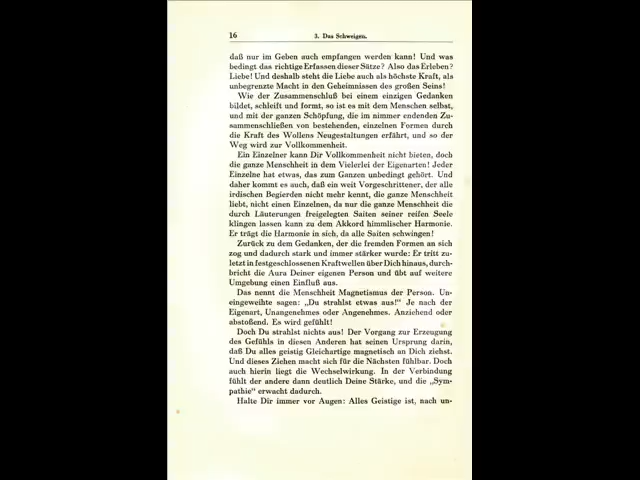 16
3. Das Schweigen.
daß nur im Geben auch empfangen werden kann! Und was
bedingt das richtige Erfassen dieser Sätze? Also das Erleben?
Liebe! Und deshalb steht die Liebe auch als höchste Kraft, als
unbegrenzte Macht in den Geheimnissen des großen Seins!
Wie der Zusammenschluß bei einem einzigen Gedanken
bildet, schleift und formt, so ist es mit dem Menschen selbst,
und mit der ganzen Schöpfung, die im nimmer endenden Zu-
sammenschließen von bestehenden, einzelnen Formen durch
die Kraft des Wollens Neugestaltungen erfährt, und so der
Weg wird zur Vollkommenheit.
Ein Einzelner kann Dir Vollkommenheit nicht bieten, doch
die ganze Menschheit in dem Vielerlei der Eigenarten! Jeder
Einzelne hat etwas, das zum Ganzen unbedingt gehört. Und
daher kommt es auch, daß ein weit Vorgeschrittener, der alle
irdischen Begierden nicht mehr kennt, die ganze Menschheit
liebt, nicht einen Einzelnen, da nur die ganze Menschheit die
durch Läuterungen freigelegten Saiten seiner reifen Seele
klingen lassen kann zu dem Akkord himmlischer Harmonie.
Er trägt die Harmonie in sich, da alle Saiten schwingen!
Zurück zu dem Gedanken, der die fremden Formen an sich
zog und dadurch stark und immer stärker wurde: Er tritt zu-
letzt in festgeschlossenen Kraftwellen über Dich hinaus, durch-
bricht die Aura Deiner eigenen Person und übt auf weitere
Umgebung einen Einfluß aus.
Das nennt die Menschheit Magnetismus der Person. Un-
eingeweihte sagen: „Du strahlst etwas aus!“ Je nach der
Eigenart, Unangenehmes oder Angenehmes. Anziehend oder
abstoßend. Es wird gefühlt!
Doch Du strahlst nichts aus! Der Vorgang zur Erzeugung
des Gefühls in diesen Anderen hat seinen Ursprung darin,
daß Du alles geistig Gleichartige magnetisch an Dich ziehst.
Und dieses Ziehen macht sich für die Nächsten fühlbar. Doch
auch hierin liegt die Wechselwirkung. In der Verbindung
fühlt der andere dann deutlich Deine Stärke, und die „Sym-
pathie“ erwacht dadurch.
Halte Dir immer vor Augen: Alles Geistige ist, nach un-